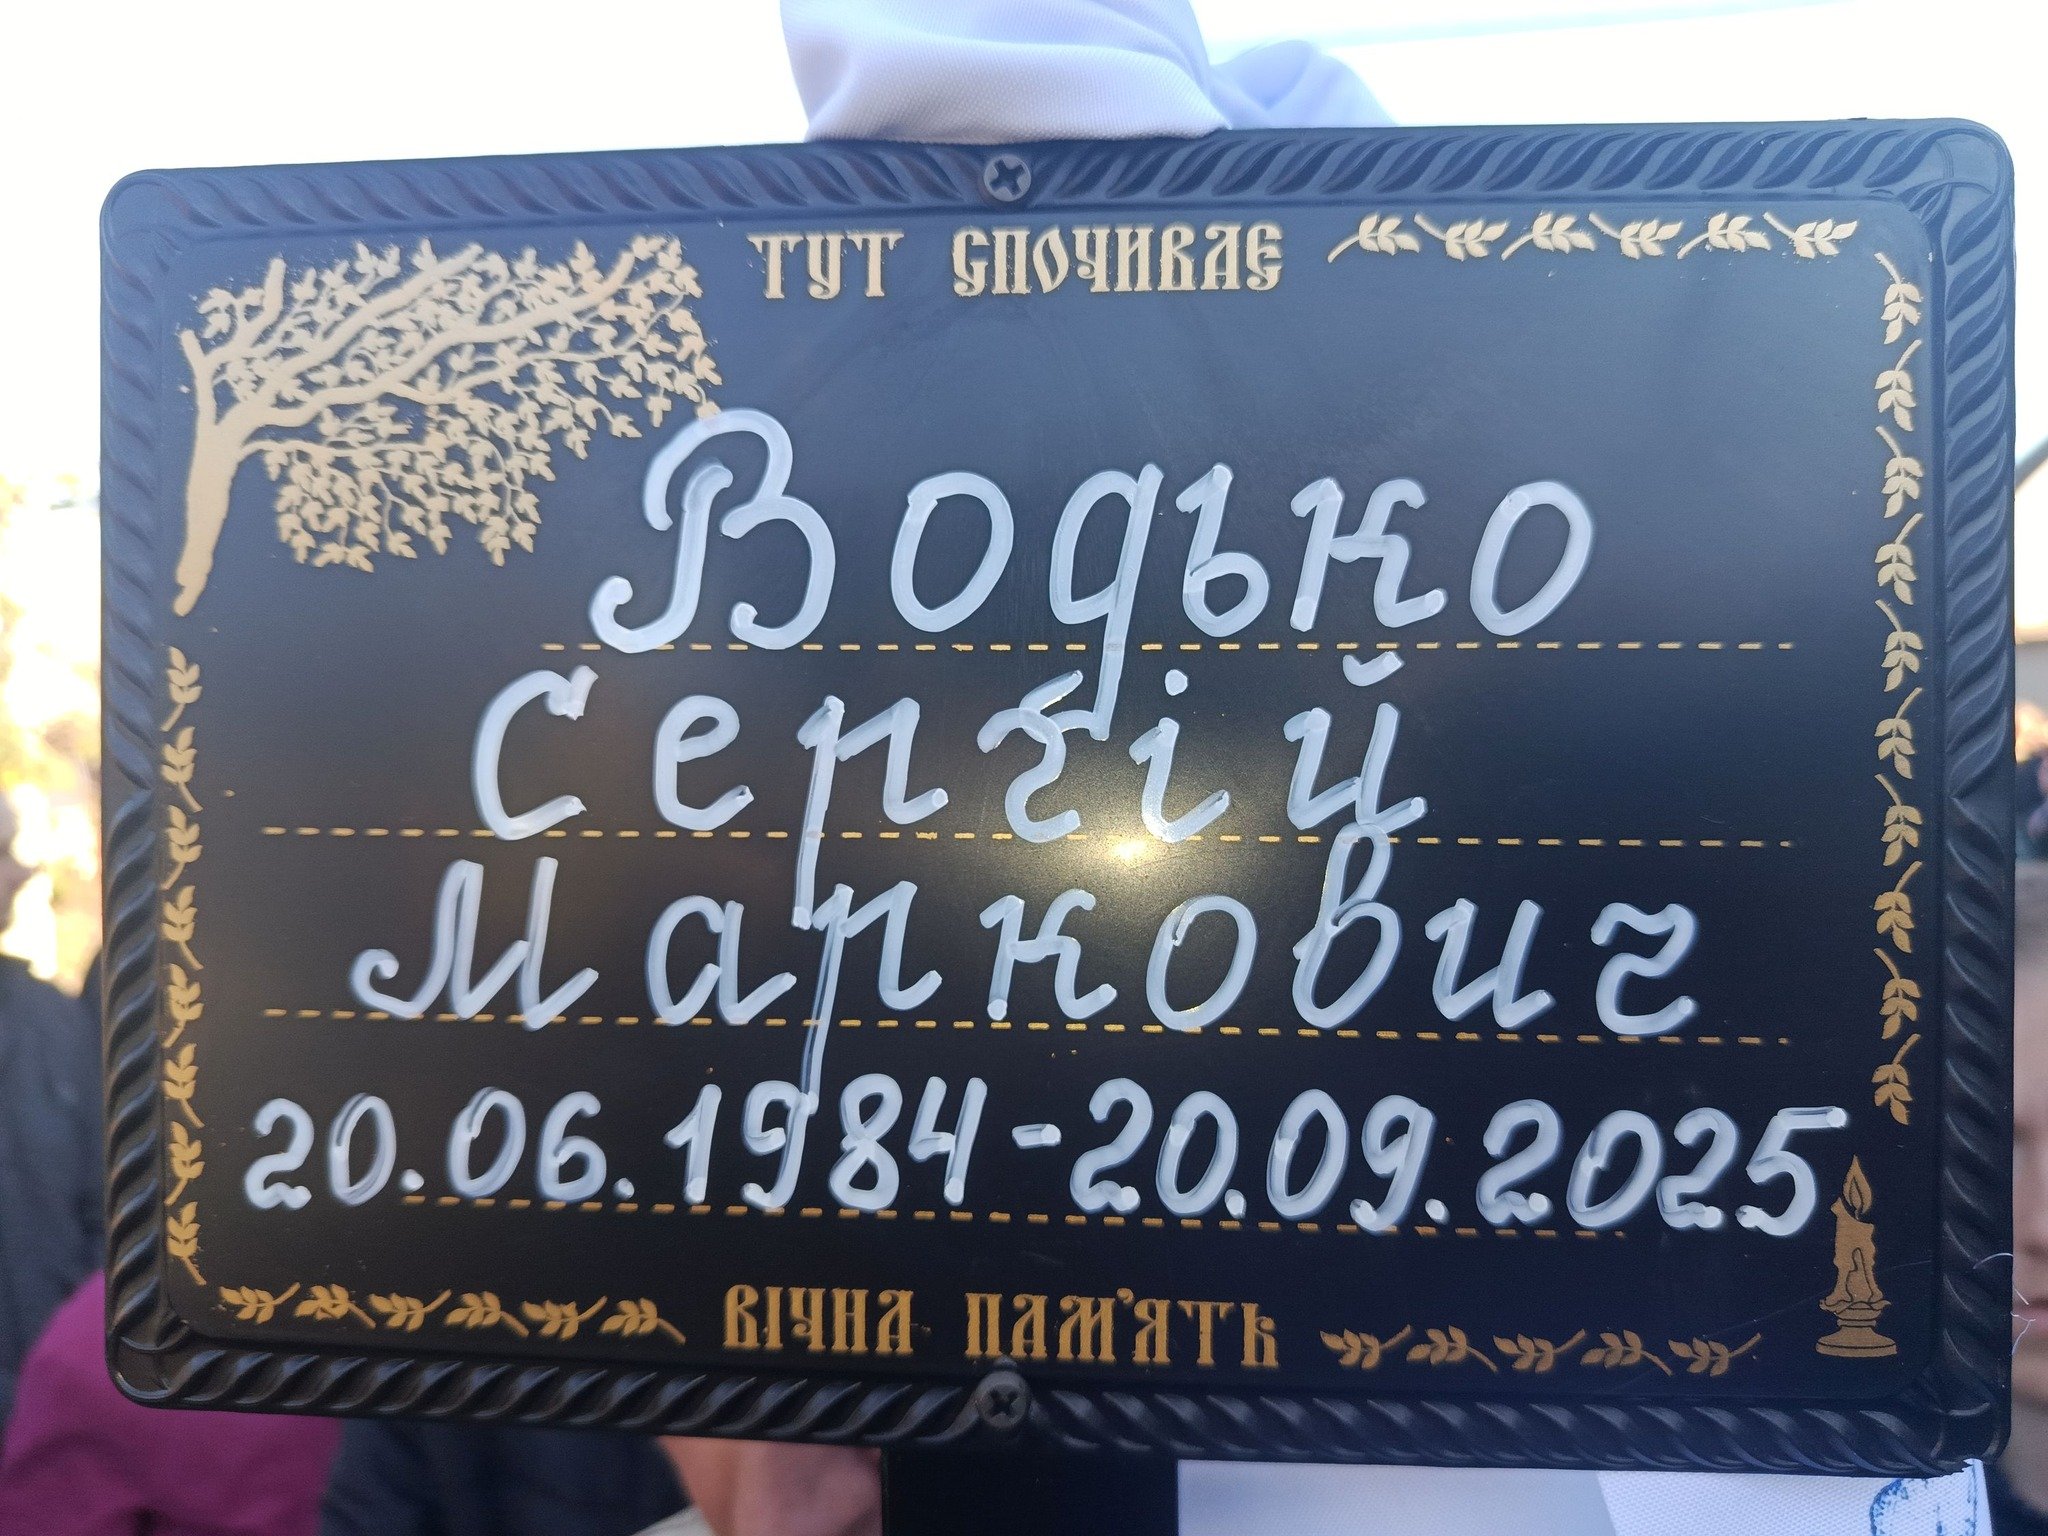 ТУТ СПОЧИВАЄ
Водько
Сергій
Маркович
20.06.1984-20.09.2025
ВІЧНА ПАМ'ЯТЬ